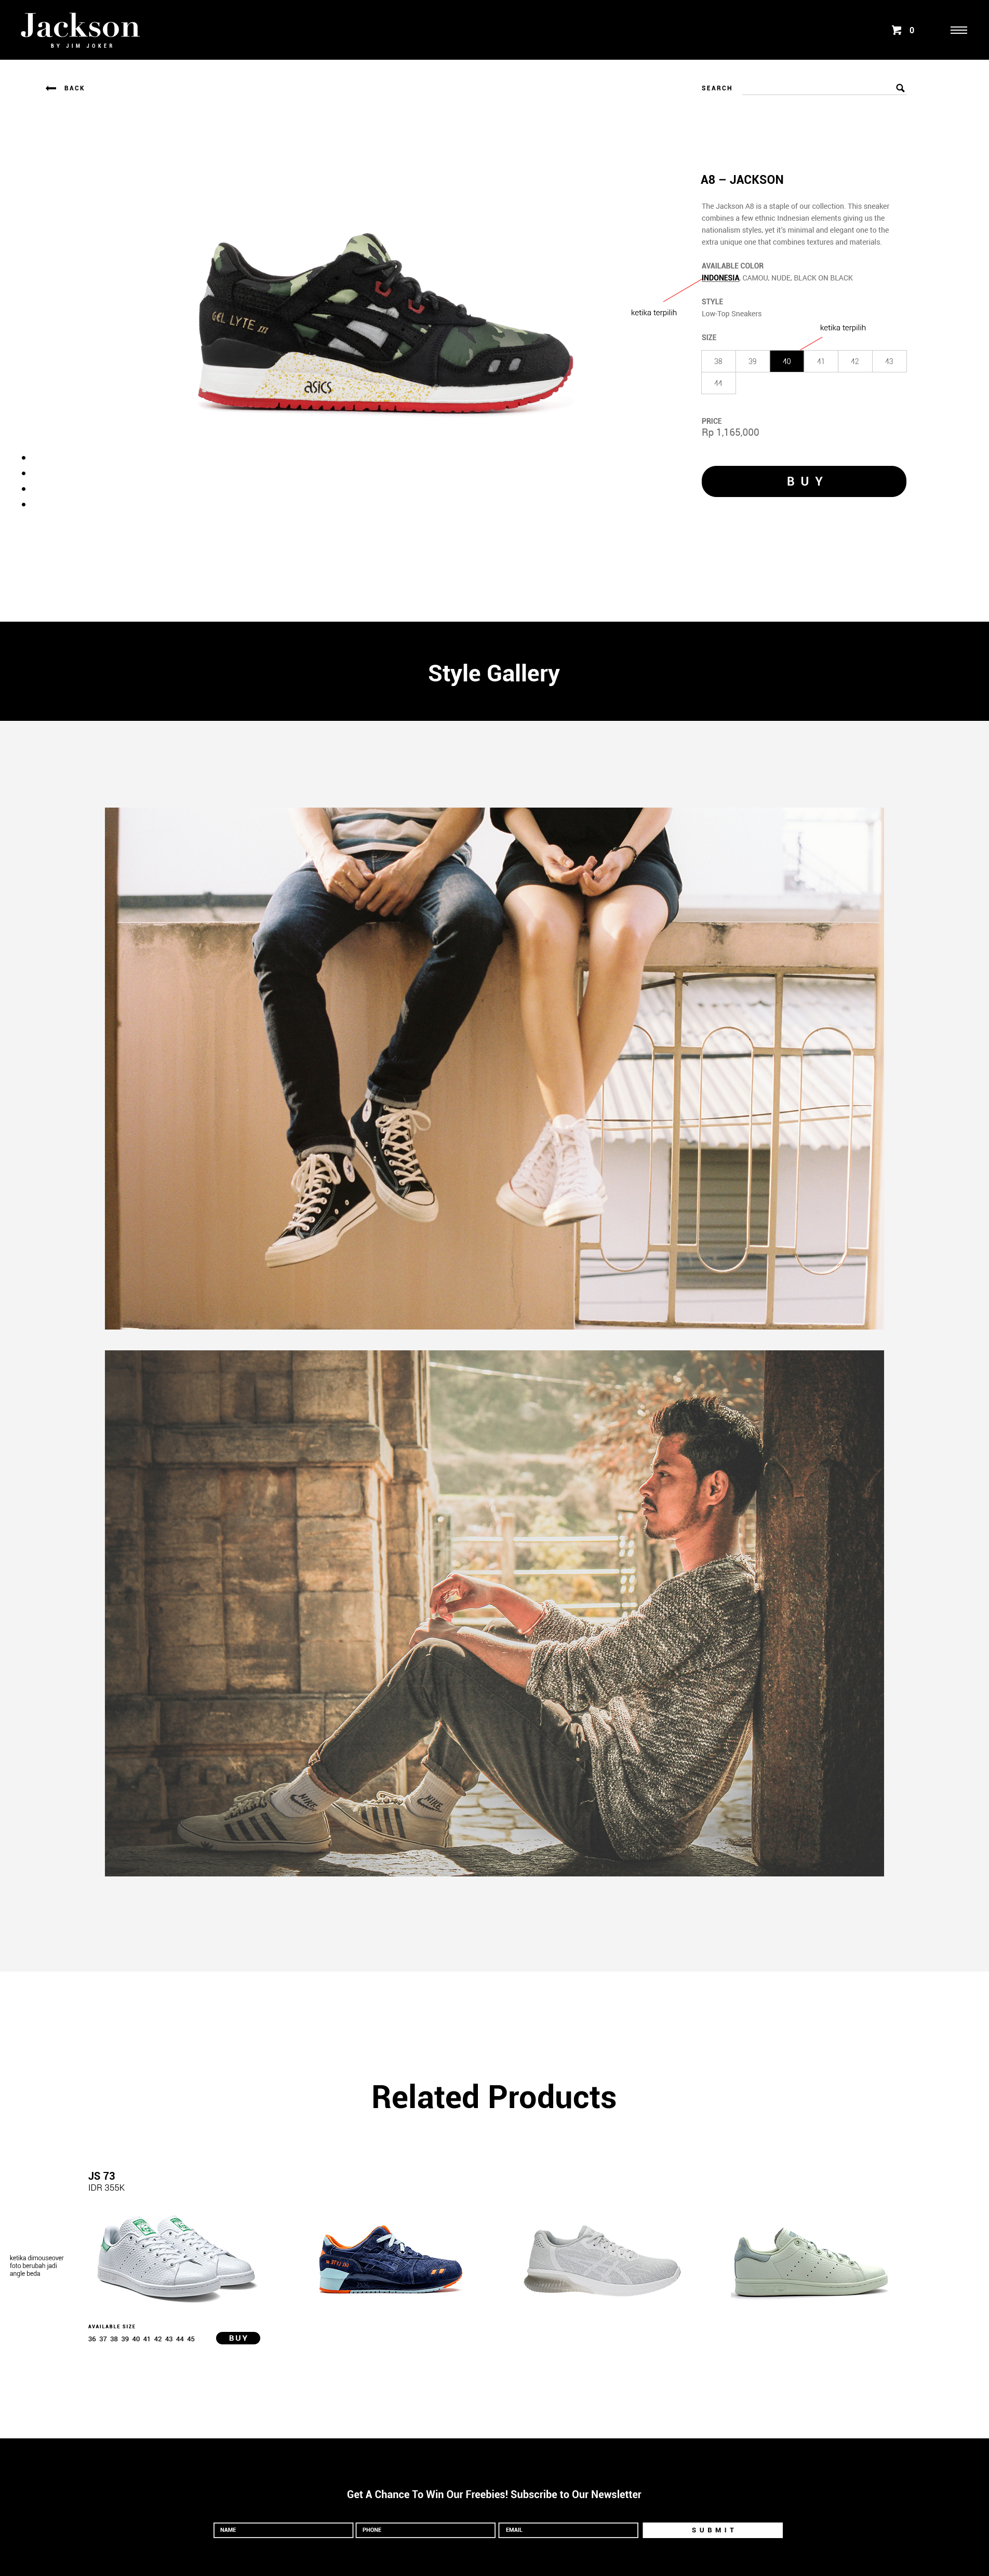 Jackson
BY JIM JOKER
0
BACK
SEARCH
A8 – JACKSON
The Jackson A8 is a staple of our collection. This sneaker
combines a few ethnic Indnesian elements giving us the
nationalism styles, yet it's minimal and elegant one to the
extra unique one that combines textures and materials.
AVAILABLE COLOR
INDONESIA, CAMOU, NUDE, BLACK ON BLACK
ketika terpilih
STYLE
Low-Top Sneakers
ketika terpilih
SIZE
38 39 40 41 42 43
44
PRICE
Rp 1,165,000
BUY
GEL LYTE III
asics
Style Gallery
NIKE
NIKE
Related Products
JS 73
IDR 355K
ketika dimouseover
foto berubah jadi
angle beda
AVAILABLE SIZE
36 37 38 39 40 41 42 43 44 45
BUY
Get A Chance To Win Our Freebies! Subscribe to Our Newsletter
NAME
PHONE
EMAIL
SUBMIT